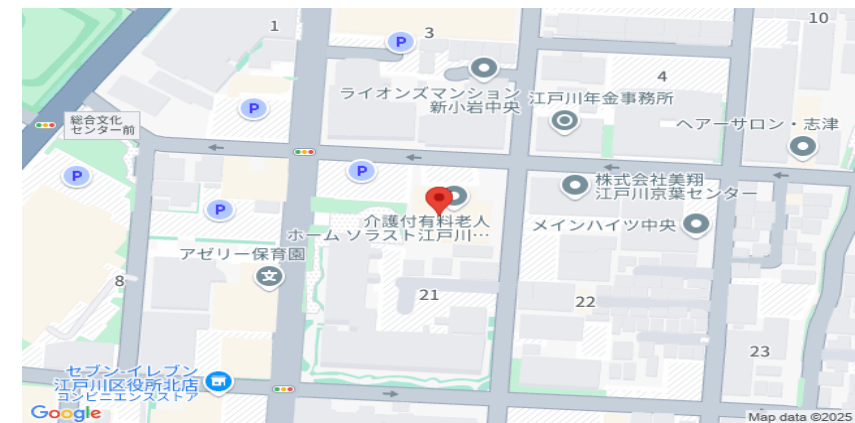 10
1
3
P
4
ライオンズマンション
新小岩中央
江戸川年金事務所
P
総合文化
センター前
ヘアーサロン・志津
P
P
株式会社美翔
江戸川京葉センター
P
介護付有料老人
ホーム ソラスト江戸川…
メインハイツ中央
アゼリー保育園
文
8
21
22
23
セブン-イレブン
江戸川区役所北店
コンビニエンスストア
Google
Map data ©2025